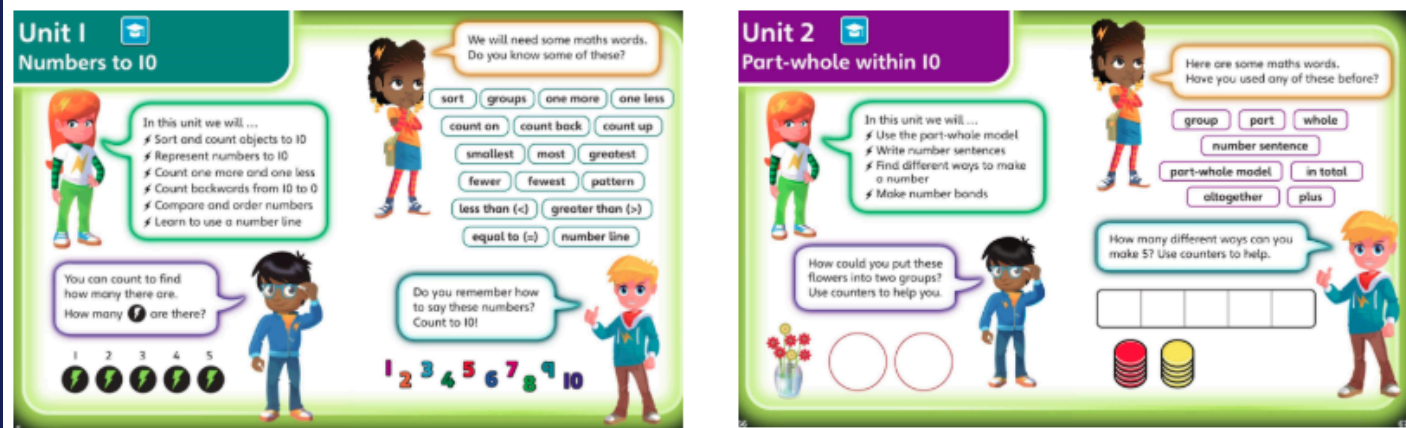 Unit 1
Numbers to 10
We will need some maths words.
Do you know some of these?
sort groups one more one less
count on count back count up
smallest most greatest
fewer fewest pattern
less than (<) greater than (>)
equal to (=) number line
In this unit we will ...
Sort and count objects to 10
Represent numbers to 10
Count one more and one less
Count backwards from 10 to 0
Compare and order numbers
Learn to use a number line
You can count to find
how many there are.
How many are there?
1 2 3 4 5
Do you remember how
to say these numbers?
Count to 10!
1 2 3 4 5 6 7 8 9 10
Unit 2
Part-whole within 10
Here are some maths words.
Have you used any of these before?
group part whole
number sentence
part-whole model in total
altogether plus
In this unit we will ...
Use the part-whole model
Write number sentences
Find different ways to make
a number
Make number bonds
How could you put these
flowers into two groups?
Use counters to help you.
How many different ways can you
make 5? Use counters to help.